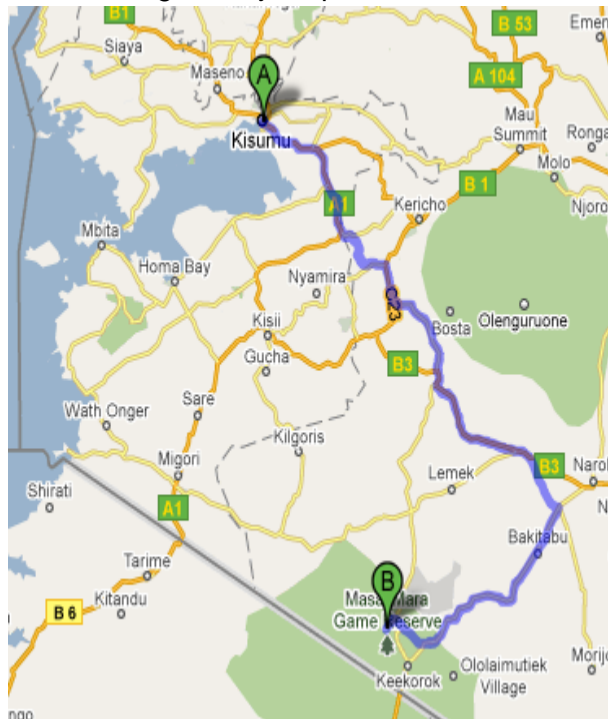 B1
B 53
Siaya
Emen
Maseno
A 104
A
Kisumu
Mau
Summit
Ronga
Molo
B 1
Njoro
A1
Kericho
Mbita
Homa Bay
Nyamira
C23
Kisii
Bosta
Olenguruone
Gucha
B3
Wath Onger
Sare
Kilgoris
Migori
Lemek
B3
Narok
Shirati
A1
N
Bakitabu
Tarime
B
Masai Mara
Game Reserve
B 6
Kitandu
Keekorok
Ololaimutiek
Village
Morijo
ngo